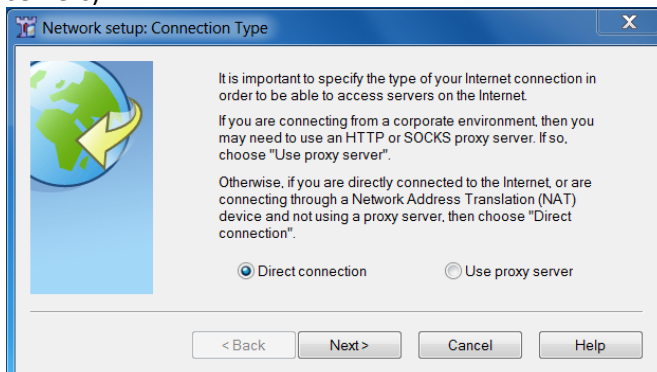 Network setup: Connection Type
X
It is important to specify the type of your Internet connection in
order to be able to access servers on the Internet.
If you are connecting from a corporate environment, then you
may need to use an HTTP or SOCKS proxy server. If so,
choose "Use proxy server".
Otherwise, if you are directly connected to the Internet, or are
connecting through a Network Address Translation (NAT)
device and not using a proxy server, then choose "Direct
connection".
Direct connection Use proxy server
< Back Next > Cancel Help